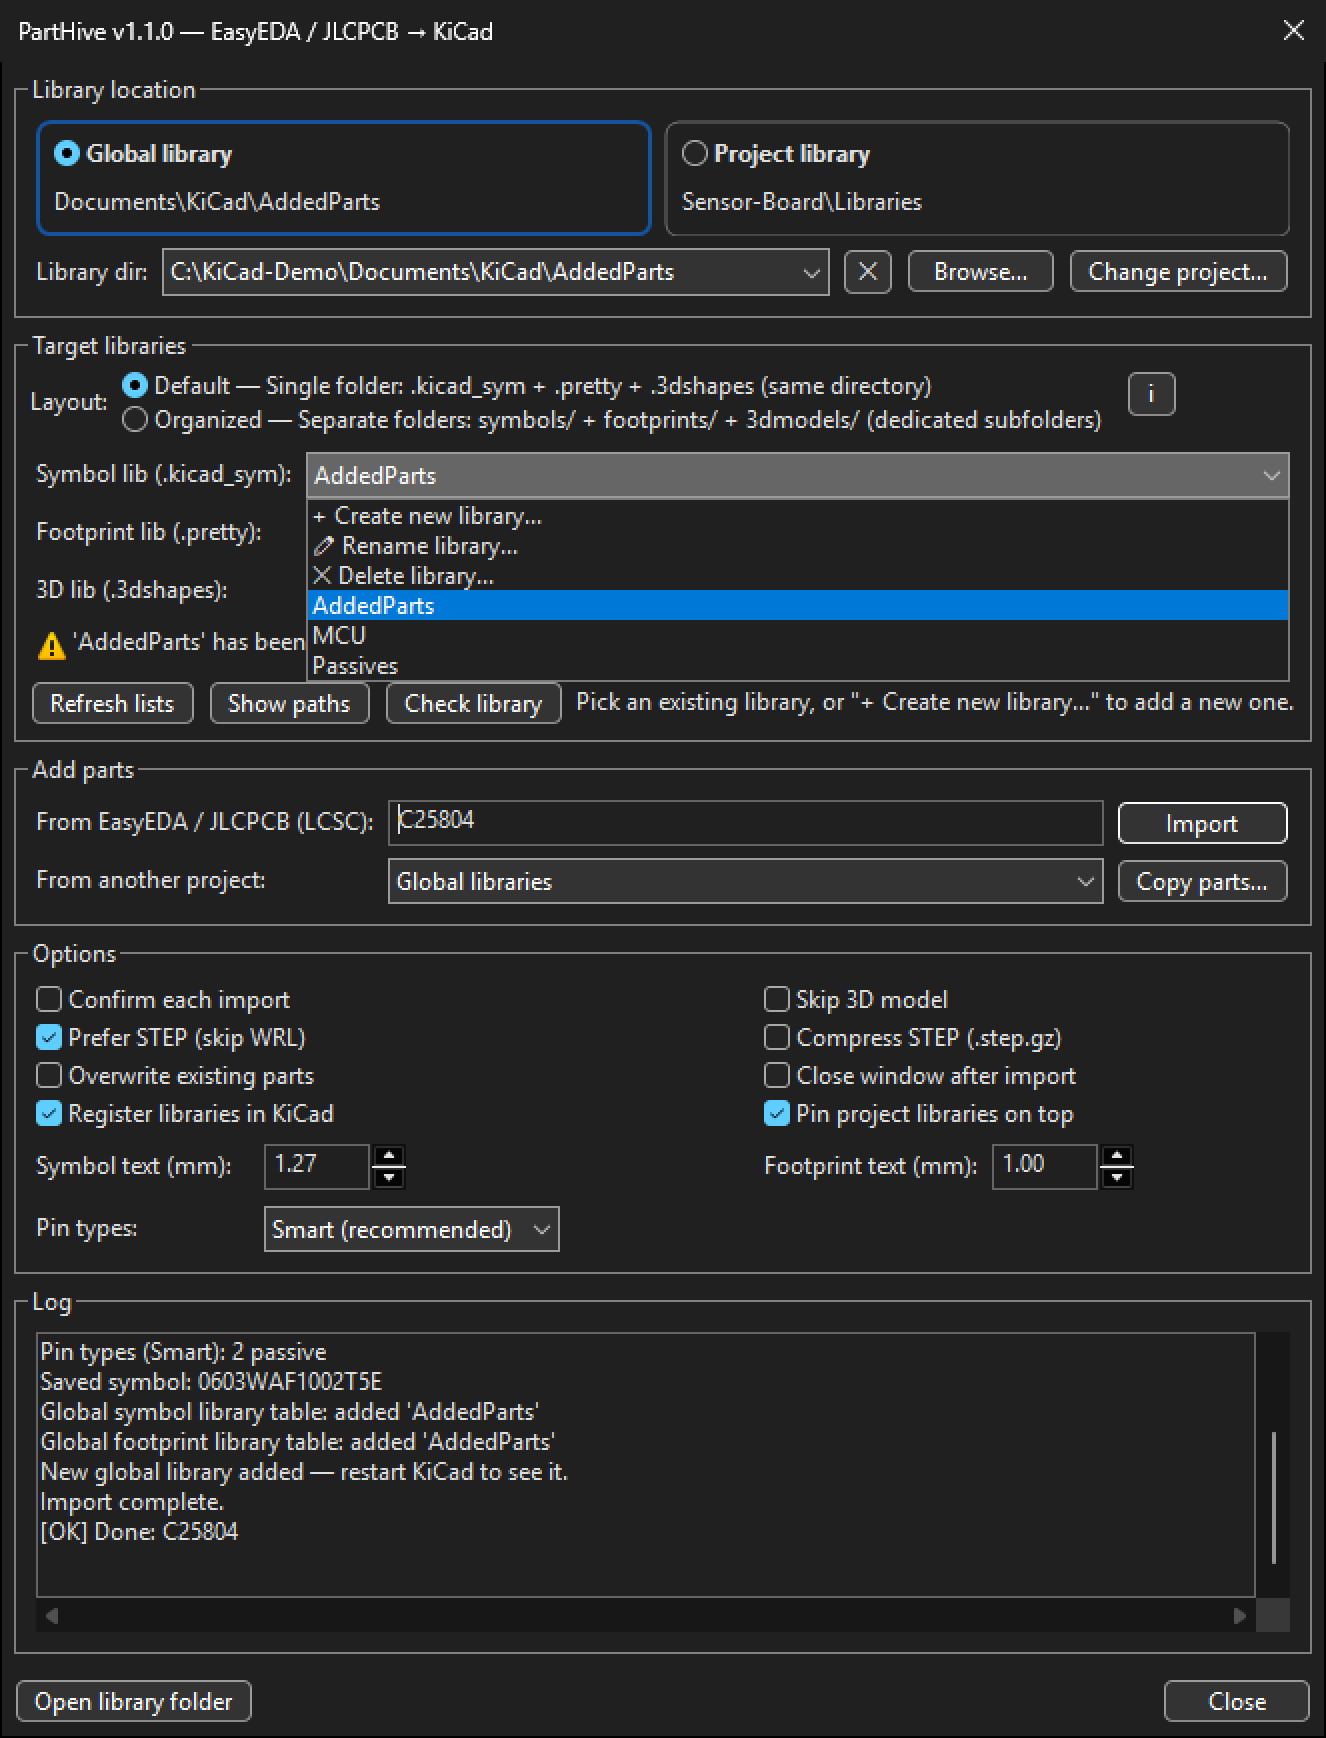 PartHive v1.1.0 — EasyEDA / JLCPCB → KiCad
Library location
Global library
Documents\KiCad\AddedParts
Project library
Sensor-Board\Libraries
Library dir: C:\KiCad-Demo\Documents\KiCad\AddedParts Browse... Change project...
Target libraries
Layout:
Default — Single folder: .kicad_sym + .pretty + .3dshapes (same directory)
Organized — Separate folders: symbols/ + footprints/ + 3dmodels/ (dedicated subfolders)
i
Symbol lib (.kicad_sym): AddedParts
+ Create new library...
Footprint lib (.pretty):
Rename library...
Delete library...
3D lib (.3dshapes):
AddedParts
'AddedParts' has been
MCU
Passives
Refresh lists Show paths Check library Pick an existing library, or "+ Create new library..." to add a new one.
Add parts
From EasyEDA / JLCPCB (LCSC): C25804 Import
From another project: Global libraries Copy parts...
Options
Confirm each import Skip 3D model
Prefer STEP (skip WRL) Compress STEP (.step.gz)
Overwrite existing parts Close window after import
Register libraries in KiCad Pin project libraries on top
Symbol text (mm): 1.27 Footprint text (mm): 1.00
Pin types: Smart (recommended)
Log
Pin types (Smart): 2 passive
Saved symbol: 0603WAF1002T5E
Global symbol library table: added 'AddedParts'
Global footprint library table: added 'AddedParts'
New global library added — restart KiCad to see it.
Import complete.
[OK] Done: C25804
Open library folder Close